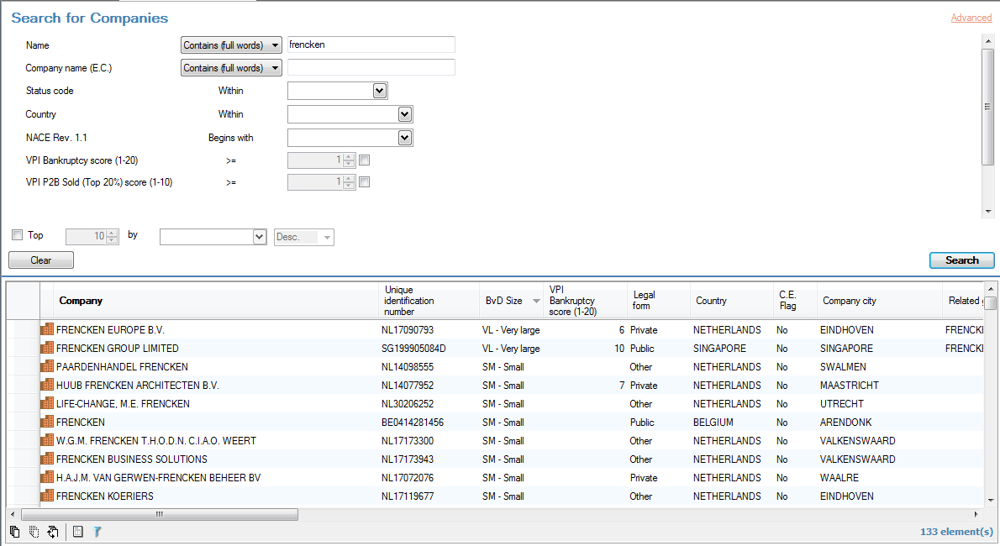 Search for Companies
Advanced
Name Contains (full words) frencken
Company name (E.C.) Contains (full words)
Status code Within
Country Within
NACE Rev. 1.1 Begins with
VPI Bankruptcy score (1-20) >= 1
VPI P2B Sold (Top 20%) score (1-10) >= 1
Top 10 by Desc.
Clear Search
Company Unique identification number BvD Size VPI Bankruptcy score (1-20) Legal form Country C.E. Flag Company city Related
FRENCKEN EUROPE B.V. NL17090793 VL - Very large 6 Private NETHERLANDS No EINDHOVEN FRENCK
FRENCKEN GROUP LIMITED SG199905084D VL - Very large 10 Public SINGAPORE No SINGAPORE FRENCK
PAARDENHANDEL FRENCKEN NL14098555 SM - Small Other NETHERLANDS No SWALMEN
HUUB FRENCKEN ARCHITECTEN B.V. NL14077952 SM - Small 7 Private NETHERLANDS No MAASTRICHT
LIFE-CHANGE, M.E. FRENCKEN NL30206252 SM - Small Other NETHERLANDS No UTRECHT
FRENCKEN BE0414281456 SM - Small Public BELGIUM No ARENDONK
W.G.M. FRENCKEN T.H.O.D.N. C.I.A.O. WEERT NL17173300 SM - Small Other NETHERLANDS No VALKENSWAARD
FRENCKEN BUSINESS SOLUTIONS NL17173943 SM - Small Other NETHERLANDS No VALKENSWAARD
H.A.J.M. VAN GERWEN-FRENCKEN BEHEER BV NL17072076 SM - Small Private NETHERLANDS No WAALRE
FRENCKEN KOERIERS NL17119677 SM - Small Other NETHERLANDS No EINDHOVEN
133 element(s)